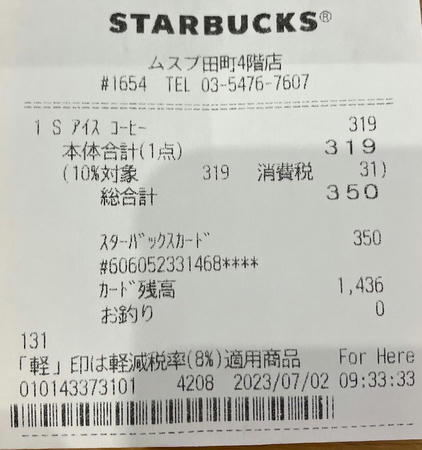 STARBUCKS®
ムスブ田町4階店
#1654 TEL 03-5476-7607
1 S ｱｲｽ ｺｰﾋｰ 319
本体合計(1点) 319
(10%対象 319 消費税 31)
総合計 350
ｽﾀｰﾊﾞｯｸｽｶｰﾄﾞ 350
#606052331468****
ｶｰﾄﾞ残高 1,436
お釣り 0
131
「軽」印は軽減税率(8%)適用商品 For Here
010143373101 4208 2023/07/02 09:33:33